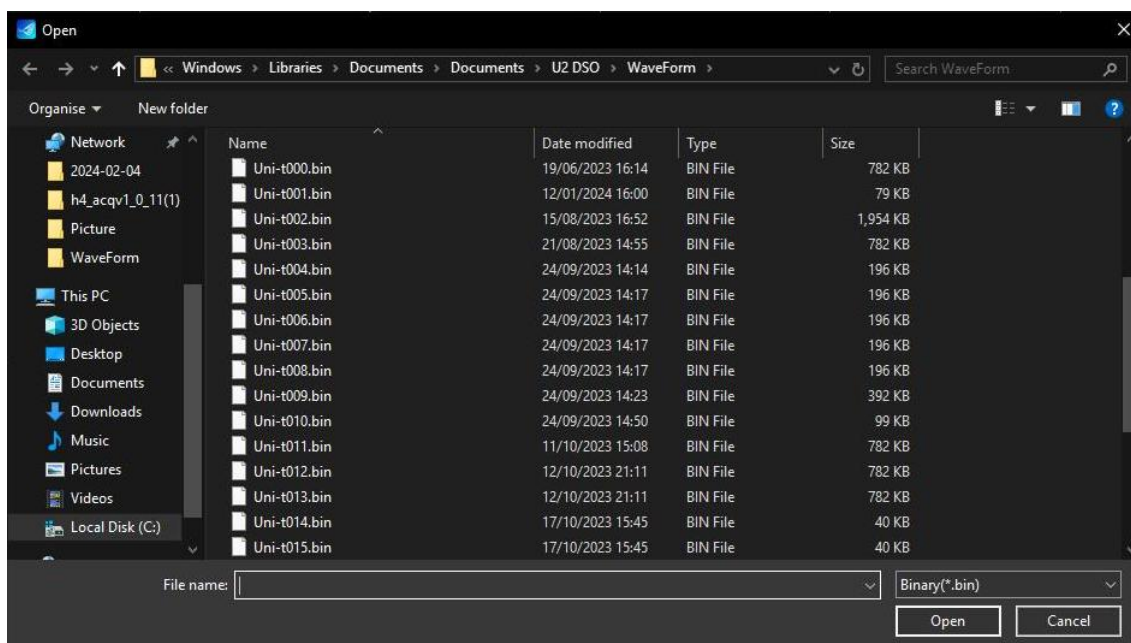 Open
« Windows › Libraries › Documents › Documents › U2 DSO › WaveForm ›
Search WaveForm
Organise
New folder
Network
2024-02-04
h4_acqv1_0_11(1)
Picture
WaveForm
This PC
3D Objects
Desktop
Documents
Downloads
Music
Pictures
Videos
Local Disk (C:)
Name Date modified Type Size
Uni-t000.bin 19/06/2023 16:14 BIN File 782 KB
Uni-t001.bin 12/01/2024 16:00 BIN File 79 KB
Uni-t002.bin 15/08/2023 16:52 BIN File 1,954 KB
Uni-t003.bin 21/08/2023 14:55 BIN File 782 KB
Uni-t004.bin 24/09/2023 14:14 BIN File 196 KB
Uni-t005.bin 24/09/2023 14:17 BIN File 196 KB
Uni-t006.bin 24/09/2023 14:17 BIN File 196 KB
Uni-t007.bin 24/09/2023 14:17 BIN File 196 KB
Uni-t008.bin 24/09/2023 14:17 BIN File 196 KB
Uni-t009.bin 24/09/2023 14:23 BIN File 392 KB
Uni-t010.bin 24/09/2023 14:50 BIN File 99 KB
Uni-t011.bin 11/10/2023 15:08 BIN File 782 KB
Uni-t012.bin 12/10/2023 21:11 BIN File 782 KB
Uni-t013.bin 12/10/2023 21:11 BIN File 782 KB
Uni-t014.bin 17/10/2023 15:45 BIN File 40 KB
Uni-t015.bin 17/10/2023 15:45 BIN File 40 KB
File name:
Binary(*.bin)
Open
Cancel